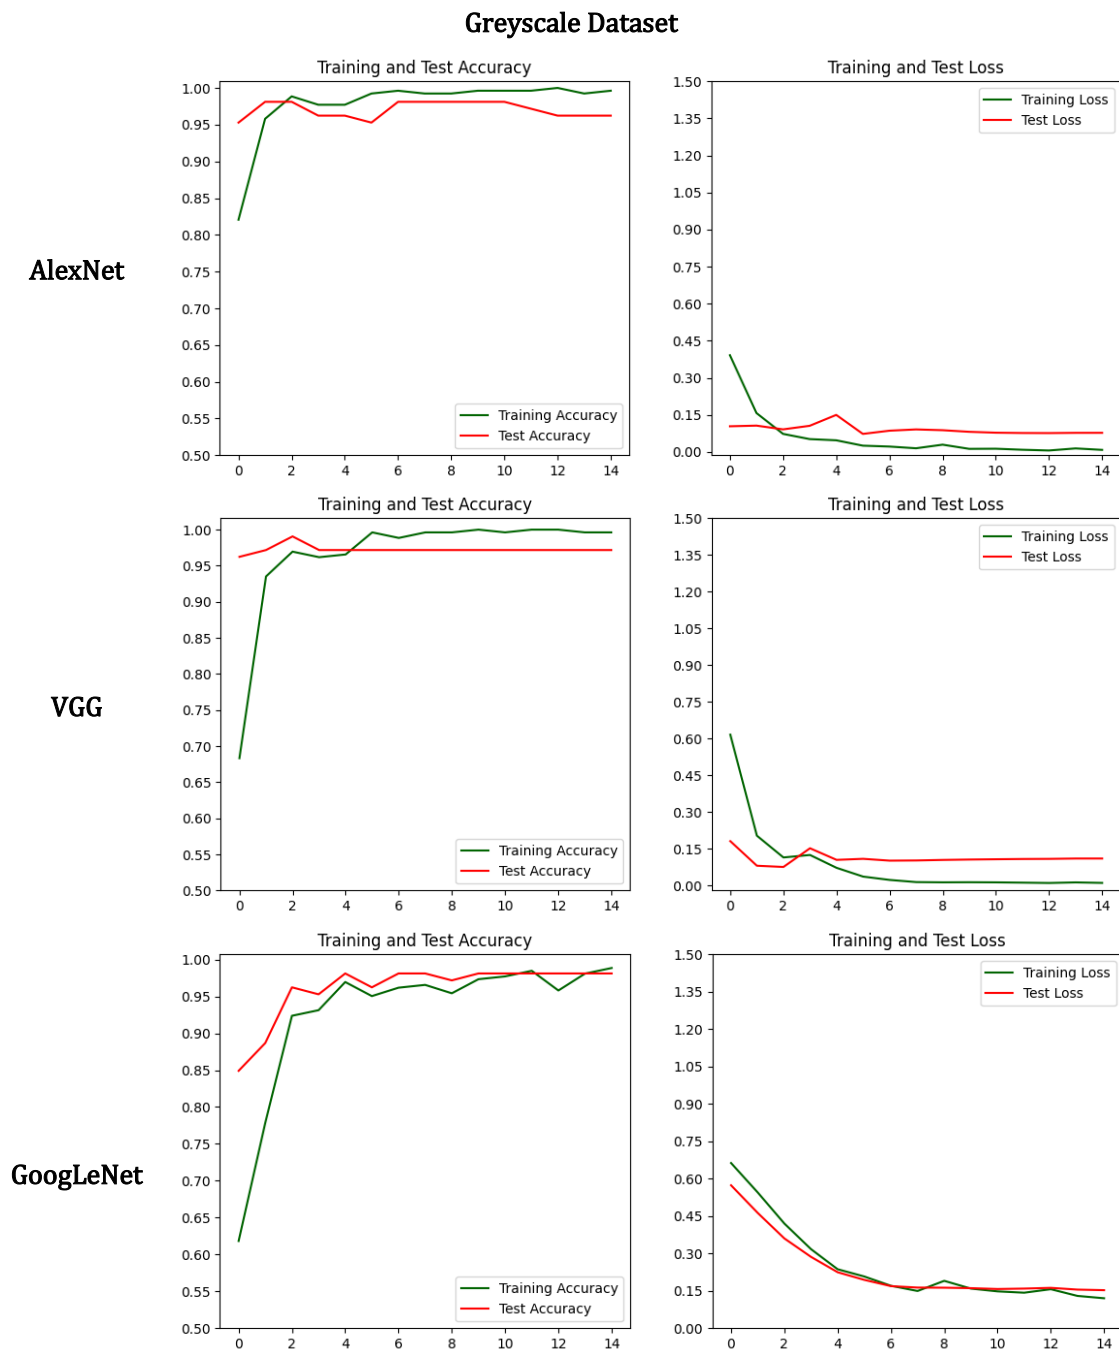 Greyscale Dataset
AlexNet
Training and Test Accuracy
1.00
0.95
0.90
0.85
0.80
0.75
0.70
0.65
0.60
0.55
0.50
0 2 4 6 8 10 12 14
Training Accuracy
Test Accuracy
Training and Test Loss
1.50
1.35
1.20
1.05
0.90
0.75
0.60
0.45
0.30
0.15
0.00
0 2 4 6 8 10 12 14
Training Loss
Test Loss
VGG
Training and Test Accuracy
1.00
0.95
0.90
0.85
0.80
0.75
0.70
0.65
0.60
0.55
0.50
0 2 4 6 8 10 12 14
Training Accuracy
Test Accuracy
Training and Test Loss
1.50
1.35
1.20
1.05
0.90
0.75
0.60
0.45
0.30
0.15
0.00
0 2 4 6 8 10 12 14
Training Loss
Test Loss
GoogLeNet
Training and Test Accuracy
1.00
0.95
0.90
0.85
0.80
0.75
0.70
0.65
0.60
0.55
0.50
0 2 4 6 8 10 12 14
Training Accuracy
Test Accuracy
Training and Test Loss
1.50
1.35
1.20
1.05
0.90
0.75
0.60
0.45
0.30
0.15
0.00
0 2 4 6 8 10 12 14
Training Loss
Test Loss